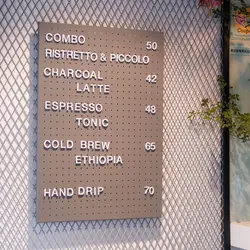 COMBO 50
RISTRETTO & PICCOLO
CHARCOAL 42
LATTE
ESPRESSO 48
TONIC
COLD BREW 65
ETHIOPIA
HAND DRIP 70